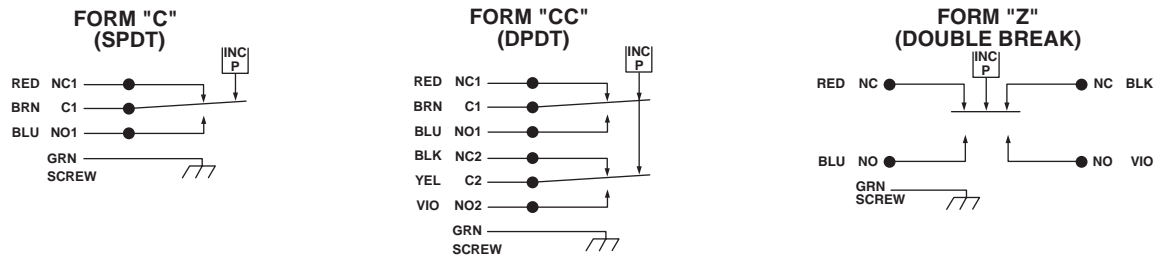 FORM "C"
(SPDT)
INC
P
RED NC1
BRN C1
BLU NO1
GRN
SCREW
FORM "CC"
(DPDT)
INC
P
RED NC1
BRN C1
BLU NO1
BLK NC2
YEL C2
VIO NO2
GRN
SCREW
FORM "Z"
(DOUBLE BREAK)
INC
P
RED NC NC BLK
BLU NO NO VIO
GRN
SCREW